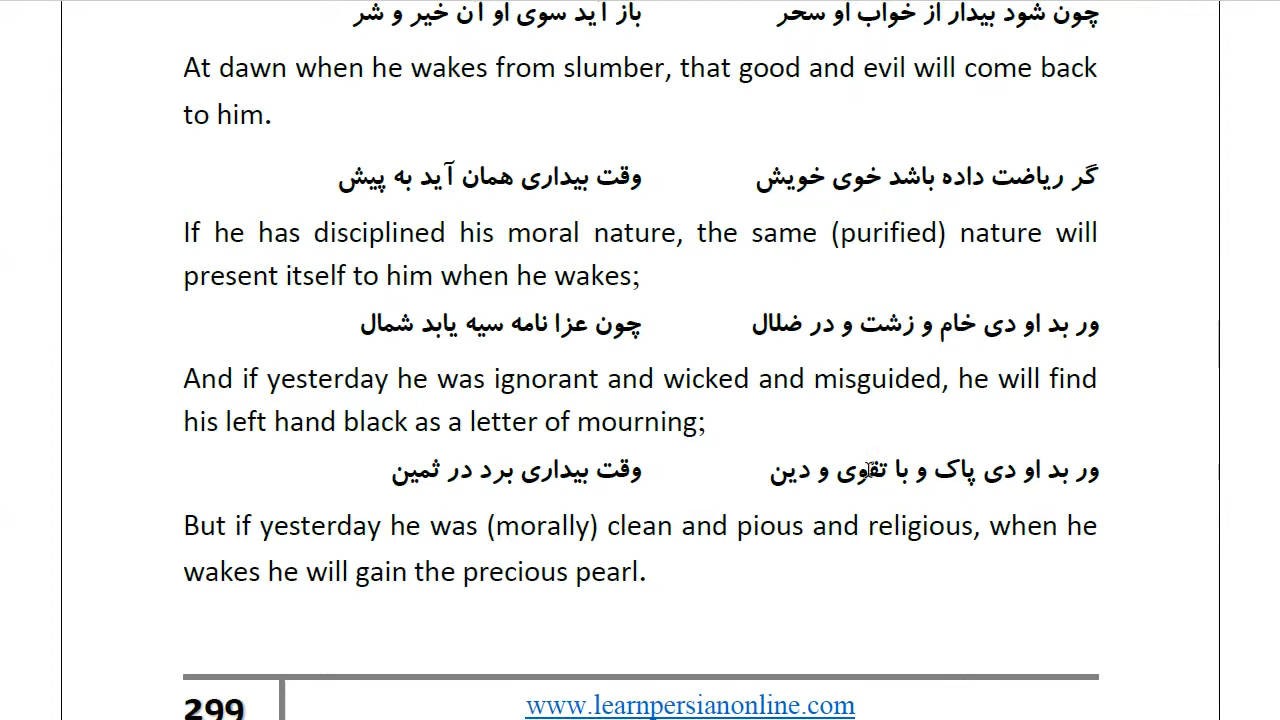 چون شود بیدار از خواب او سحر باز آید سوی او آن خیر و شر
At dawn when he wakes from slumber, that good and evil will come back
to him.
گر ریاضت داده باشد خوی خویش وقت بیداری همان آید به پیش
If he has disciplined his moral nature, the same (purified) nature will
present itself to him when he wakes;
ور بد او دی خام و زشت و در ضلال چون عزا نامه سیه یابد شمال
And if yesterday he was ignorant and wicked and misguided, he will find
his left hand black as a letter of mourning;
ور بد او دی پاک و با تقوی و دین وقت بیداری برد در ثمین
But if yesterday he was (morally) clean and pious and religious, when he
wakes he will gain the precious pearl.
299 www.learnpersianonline.com